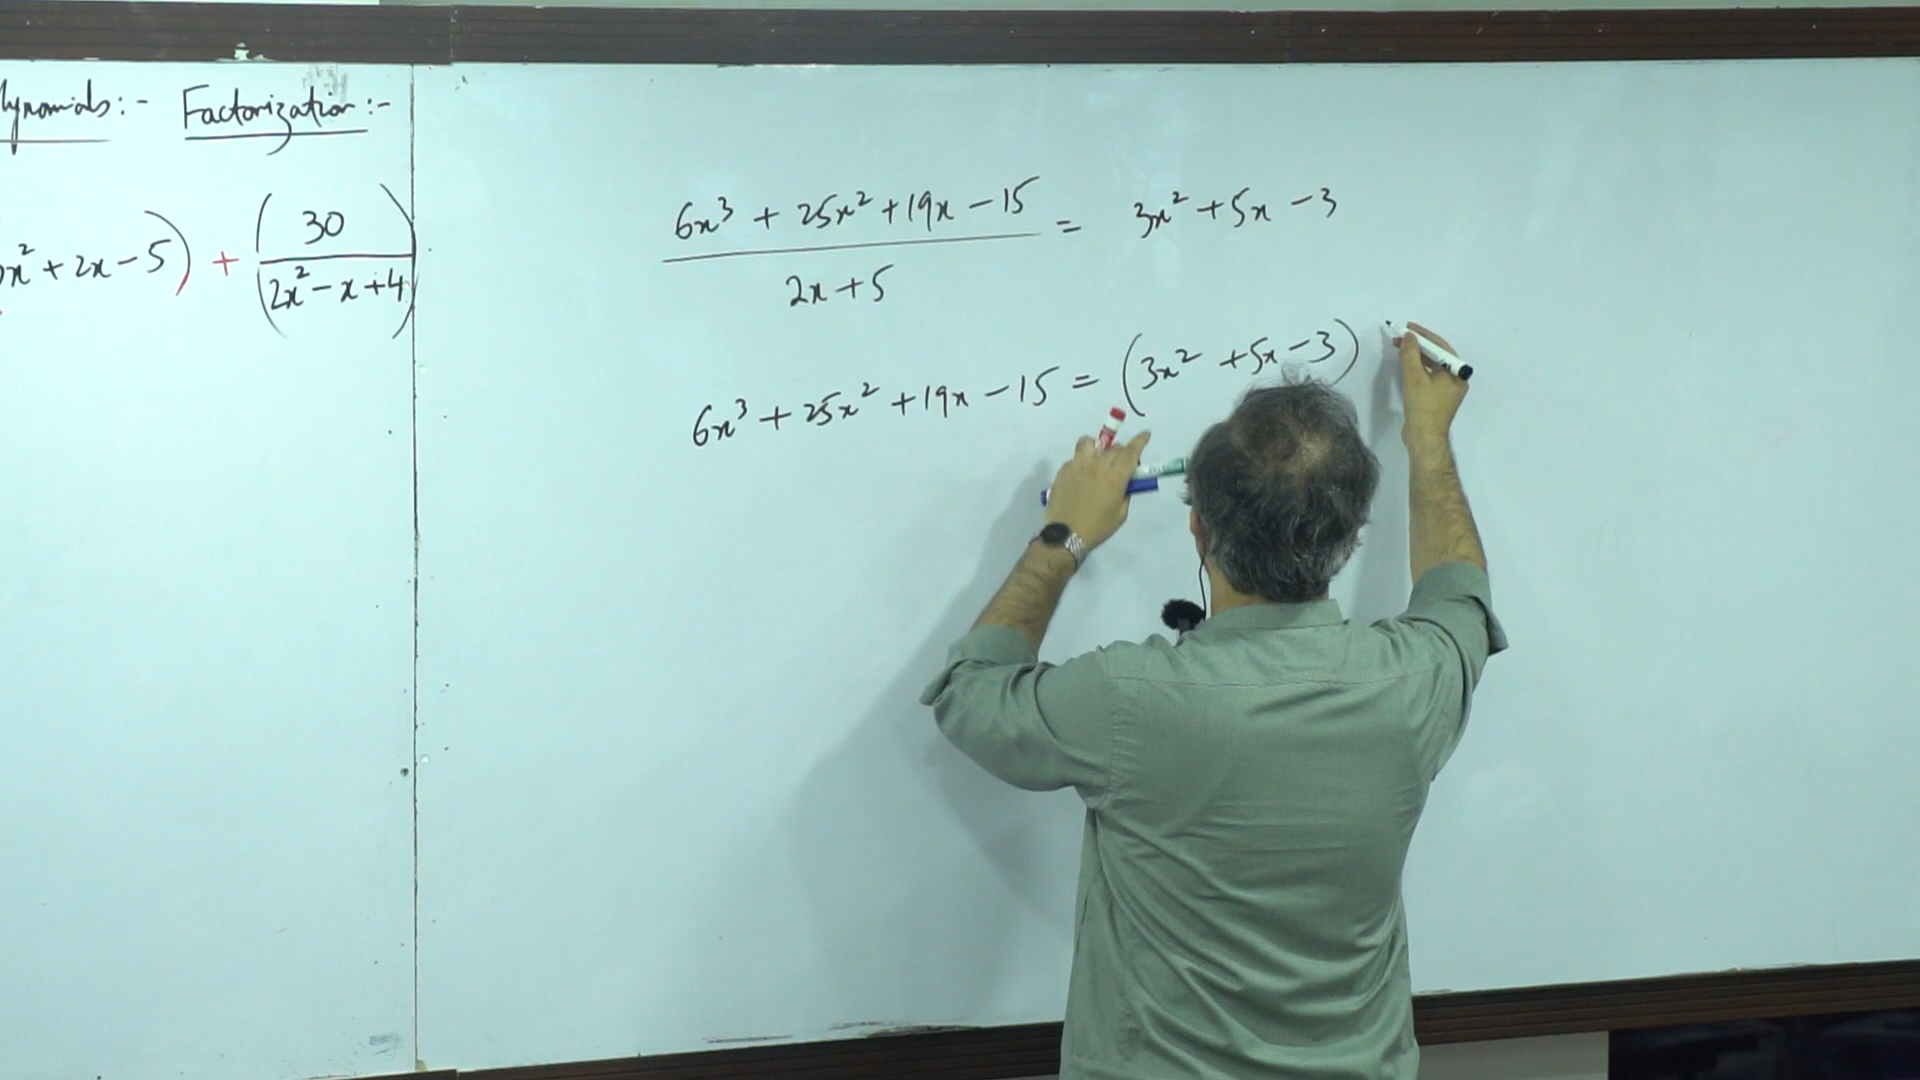 Factorization:-
x² + 2x - 5) + (30 / (2x² - x + 4))
(6x³ + 25x² + 19x - 15) / (2x + 5) = 3x² + 5x - 3
6x³ + 25x² + 19x - 15 = (3x² + 5x - 3)